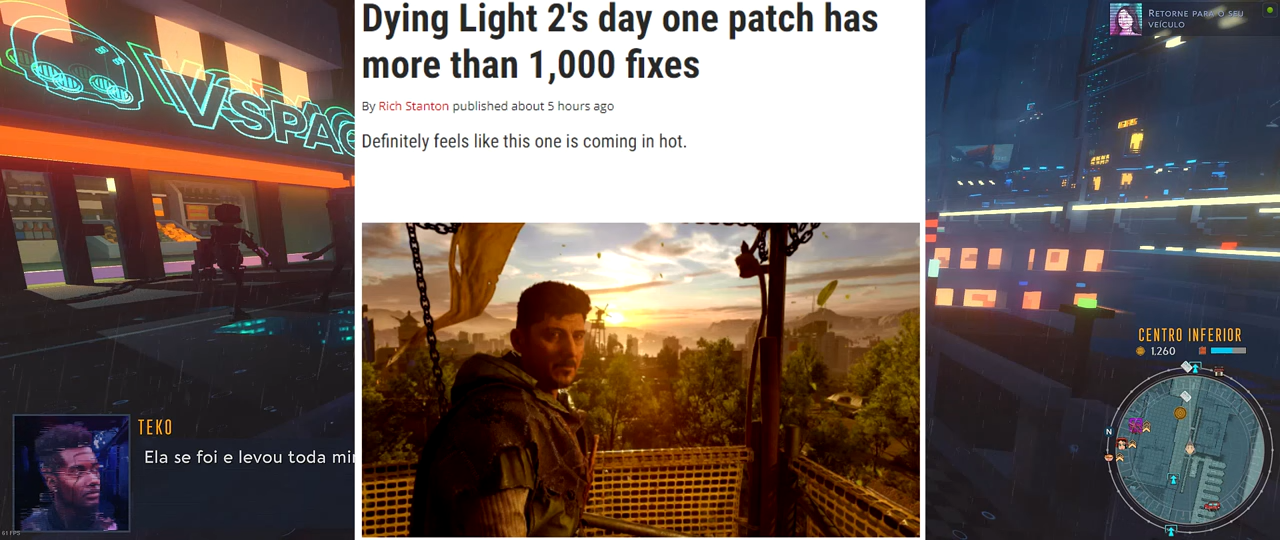 VSPAC
TEKO
Ela se foi e levou toda mi
61 FPS
Dying Light 2's day one patch has
more than 1,000 fixes
By Rich Stanton published about 5 hours ago
Definitely feels like this one is coming in hot.
RETORNE PARA O SEU
VEÍCULO
CENTRO INFERIOR
1.260
N